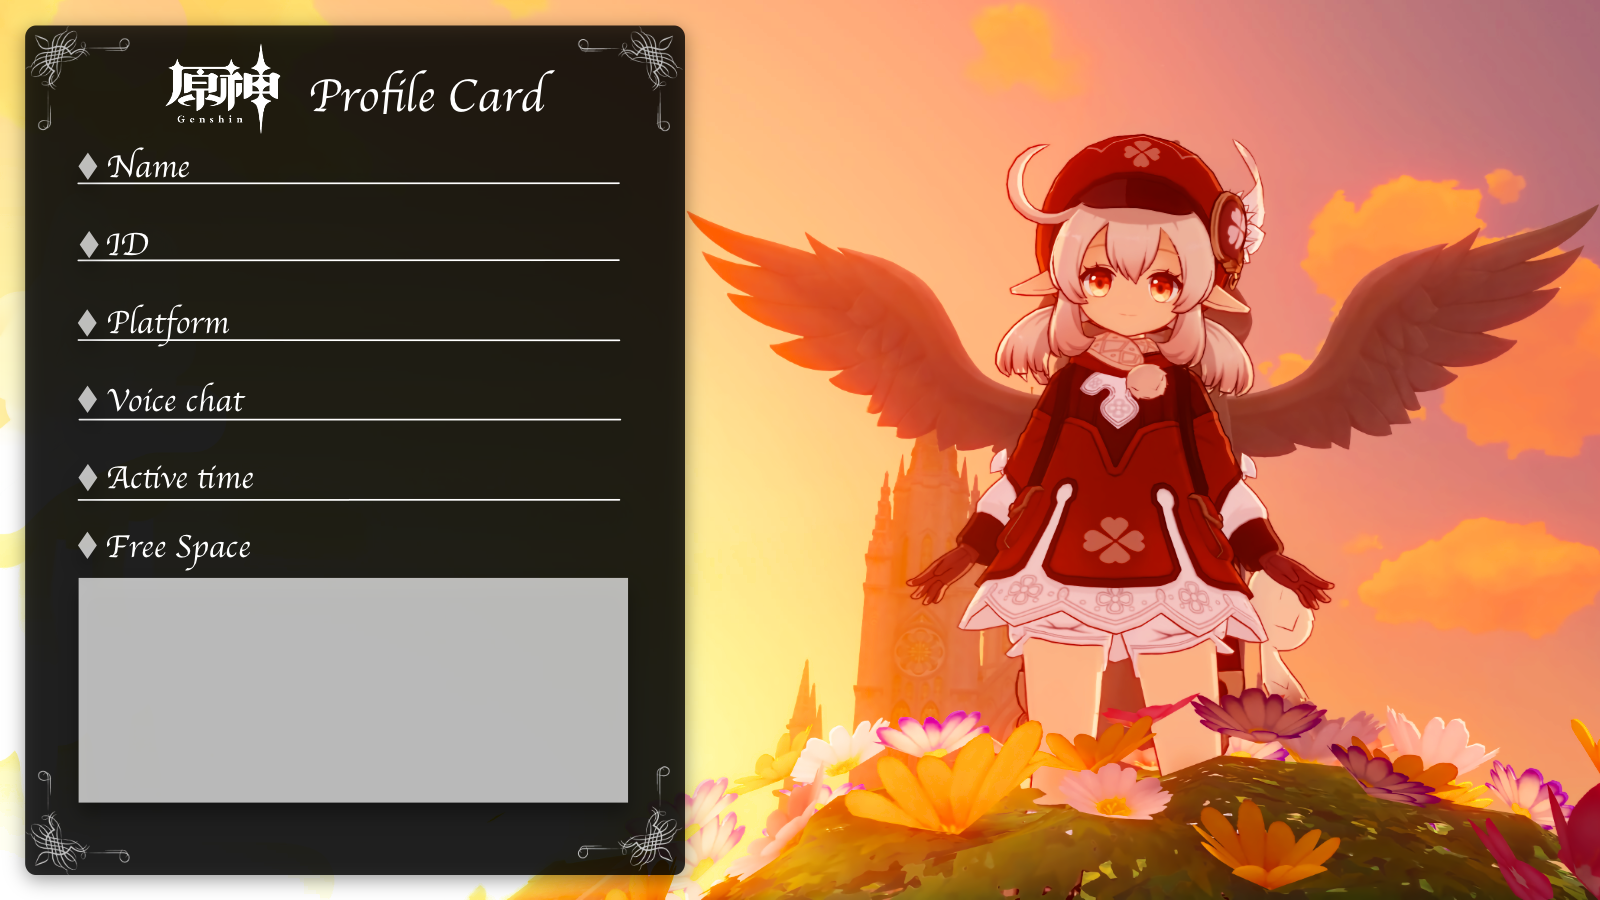 原神
Genshin
Profile Card
Name
ID
Platform
Voice chat
Active time
Free Space